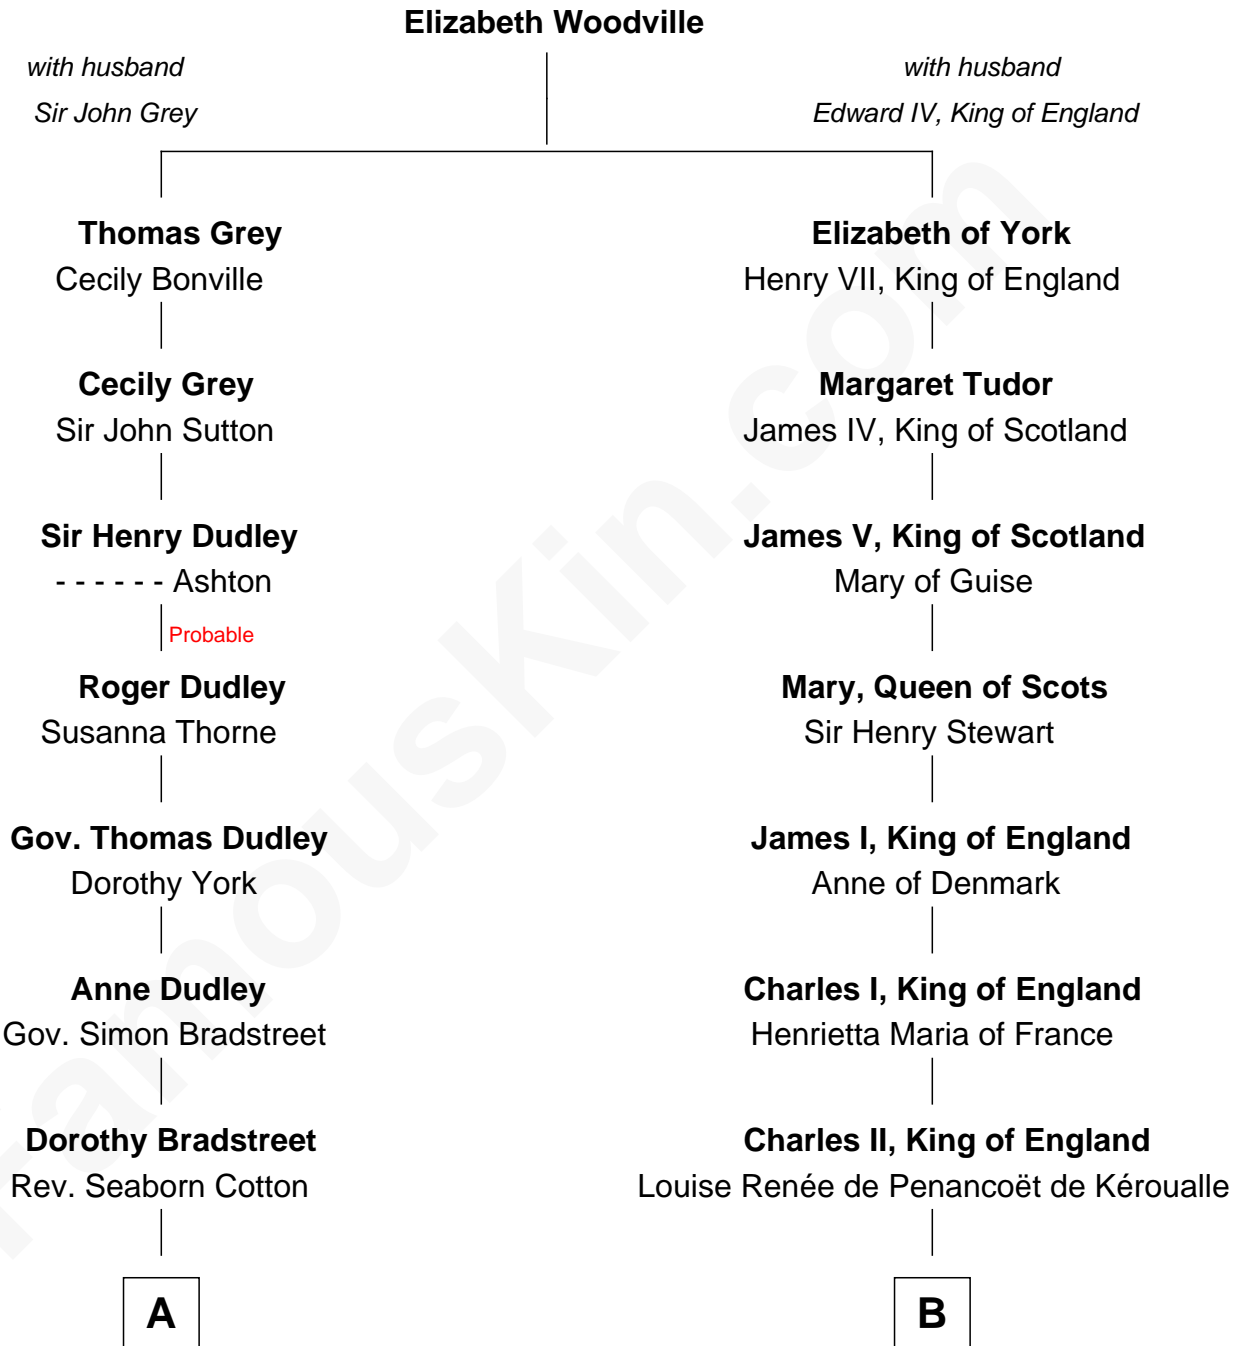 Elizabeth Woodville
with husband
Sir John Grey
with husband
Edward IV, King of England
Thomas Grey
Cecily Bonville
Elizabeth of York
Henry VII, King of England
Cecily Grey
Sir John Sutton
Margaret Tudor
James IV, King of Scotland
Sir Henry Dudley
- - - - - - Ashton
Probable
James V, King of Scotland
Mary of Guise
Roger Dudley
Susanna Thorne
Mary, Queen of Scots
Sir Henry Stewart
Gov. Thomas Dudley
Dorothy York
James I, King of England
Anne of Denmark
Anne Dudley
Gov. Simon Bradstreet
Charles I, King of England
Henrietta Maria of France
Dorothy Bradstreet
Rev. Seaborn Cotton
Charles II, King of England
Louise Renée de Penancoët de Kéroualle
A
B
FamousKin.com